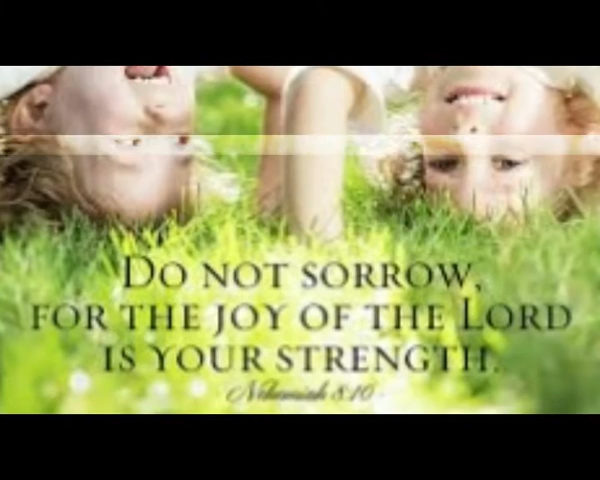 Do not sorrow,
for the joy of the Lord
is your strength.
Nehemiah 8:10